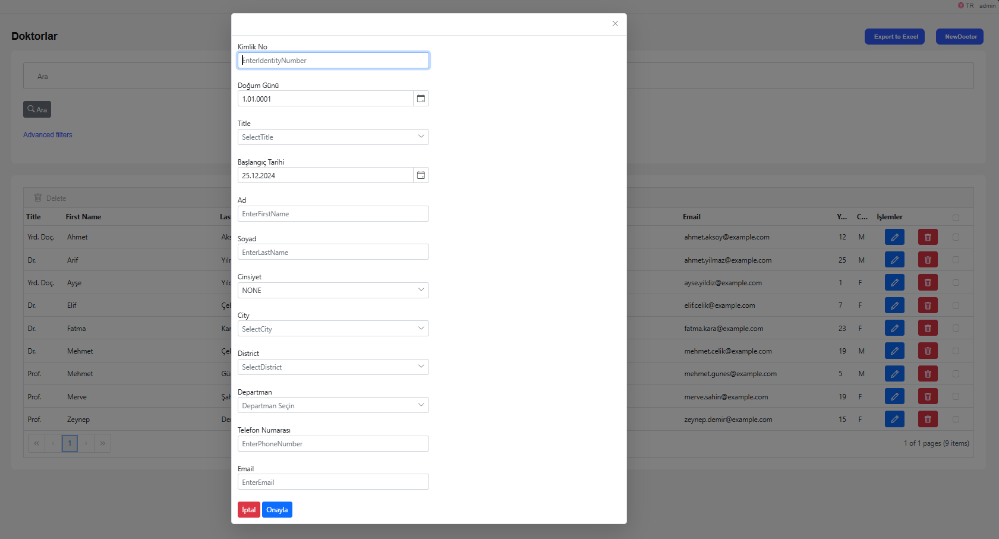 TR admin
Doktorlar
Export to Excel
NewDoctor
Ara
Ara
Advanced filters
Kimlik No
EnterIdentityNumber
Doğum Günü
1.01.0001
Title
SelectTitle
Başlangıç Tarihi
25.12.2024
Ad
EnterFirstName
Soyad
EnterLastName
Cinsiyet
NONE
City
SelectCity
District
SelectDistrict
Departman
Departman Seçin
Telefon Numarası
EnterPhoneNumber
Email
EnterEmail
İptal Onayla
Delete
Title First Name Las Email Y... C... İşlemler
Yrd. Doç. Ahmet Aks ahmet.aksoy@example.com 12 M
Dr. Arif Yılr ahmet.yilmaz@example.com 25 M
Yrd. Doç. Ayşe Yılc ayse.yildiz@example.com 1 F
Dr. Elif Çel elif.celik@example.com 7 F
Dr. Fatma Kar fatma.kara@example.com 23 F
Dr. Mehmet Çel mehmet.celik@example.com 19 M
Prof. Mehmet Gü mehmet.gunes@example.com 5 M
Prof. Merve Şah merve.sahin@example.com 19 F
Prof. Zeynep De zeynep.demir@example.com 15 F
« ‹ 1 › »
1 of 1 pages (9 items)